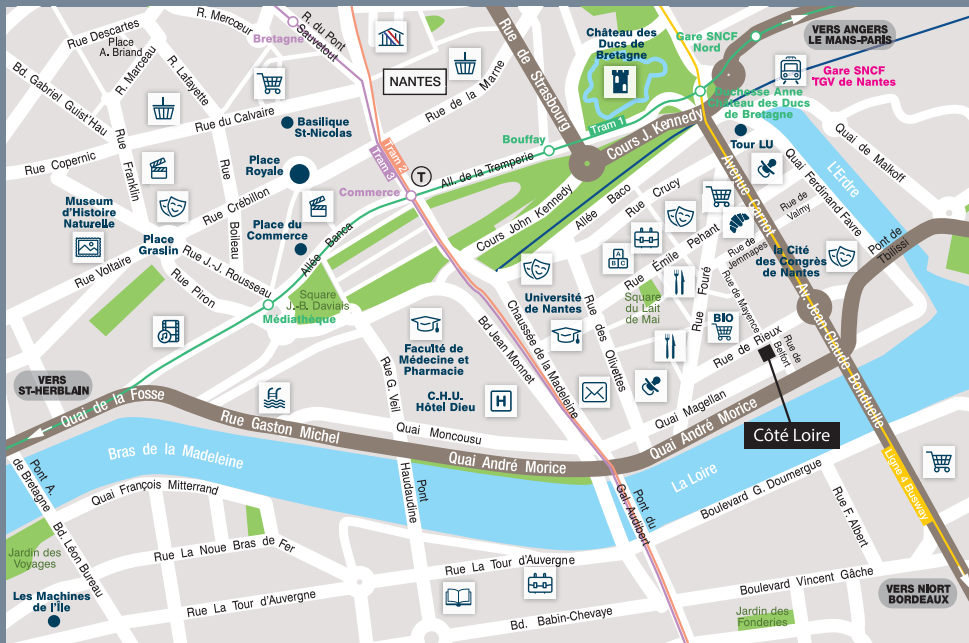 Rue Descartes
Place
A. Briand
R. Mercœur
Bretagne
R. du Pont
Sauvetout
R. Marceau
R. Lafayette
Bd. Gabriel Guist'Hau
NANTES
Rue de la Marne
Rue de Strasbourg
Château des
Ducs de
Bretagne
Gare SNCF
Nord
VERS ANGERS
LE MANS-PARIS
Gare SNCF
TGV de Nantes
Duchesse Anne
Château des Ducs
de Bretagne
Rue du Calvaire
Basilique
St-Nicolas
Tram 1
Bouffay
Cours J. Kennedy
Tour LU
L'Erdre
Quai de Malkoff
Quai Ferdinand Favre
Rue Copernic
Rue Franklin
Place
Royale
Tram 2
Tram 3
T
All. de la Tremperie
Commerce
Avenue Carnot
Museum
d'Histoire
Naturelle
Rue Crébillon
Rue Boileau
Place du
Commerce
Place
Graslin
Cours John Kennedy
Allée Baco
Rue Crucy
Rue Émile Pehant
Rue de
Valmy
Rue de
Jemmapes
la Cité
des Congrès
de Nantes
Pont de
Tbilissi
Rue Voltaire
Rue J.-J. Rousseau
Allée Banca
Rue Piron
Square
J.-B. Daviais
Médiathèque
A B C
Université
de Nantes
Square
du Lait
de Mai
Rue Fouré
Rue de Mayence
BIO
Rue de Rieux
Rue de
Belfort
Av. Jean-Claude Bonduelle
Chaussée de la Madeleine
Bd Jean Monnet
Rue des Olivettes
Faculté de
Médecine et
Pharmacie
Rue G. Veil
C.H.U.
Hôtel Dieu
H
VERS
ST-HERBLAIN
Quai de la Fosse
Rue Gaston Michel
Quai Moncousu
Quai André Morice
Quai Magellan
Quai André Morice
Côté Loire
Bras de la Madeleine
La Loire
Ligne 4 Busway
Pont A.
de Bretagne
Quai François Mitterrand
Pont
Haudaudine
Pont du
Gal. Audibert
Boulevard G. Doumergue
Rue F. Albert
Jardin des
Voyages
Bd. Léon Bureau
Rue La Noue Bras de Fer
Rue La Tour d'Auvergne
Boulevard Vincent Gâche
VERS NIORT
BORDEAUX
Les Machines
de l'Île
Rue La Tour d'Auvergne
Bd. Babin-Chevaye
Jardin des
Fonderies